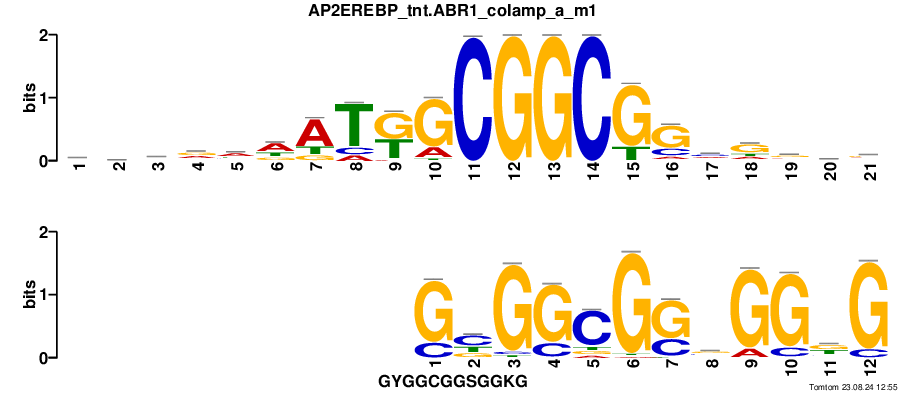 AP2EREBP_tnt.ABR1_colamp_a_m1
2
bits
1
0
1 2 3 4 5 6 7 8 9 10 11 12 13 14 15 16 17 18 19 20 21
2
bits
1
0
1 2 3 4 5 6 7 8 9 10 11 12
GYGGCGGSGGKG
Tomtom 23.08.24 12:55